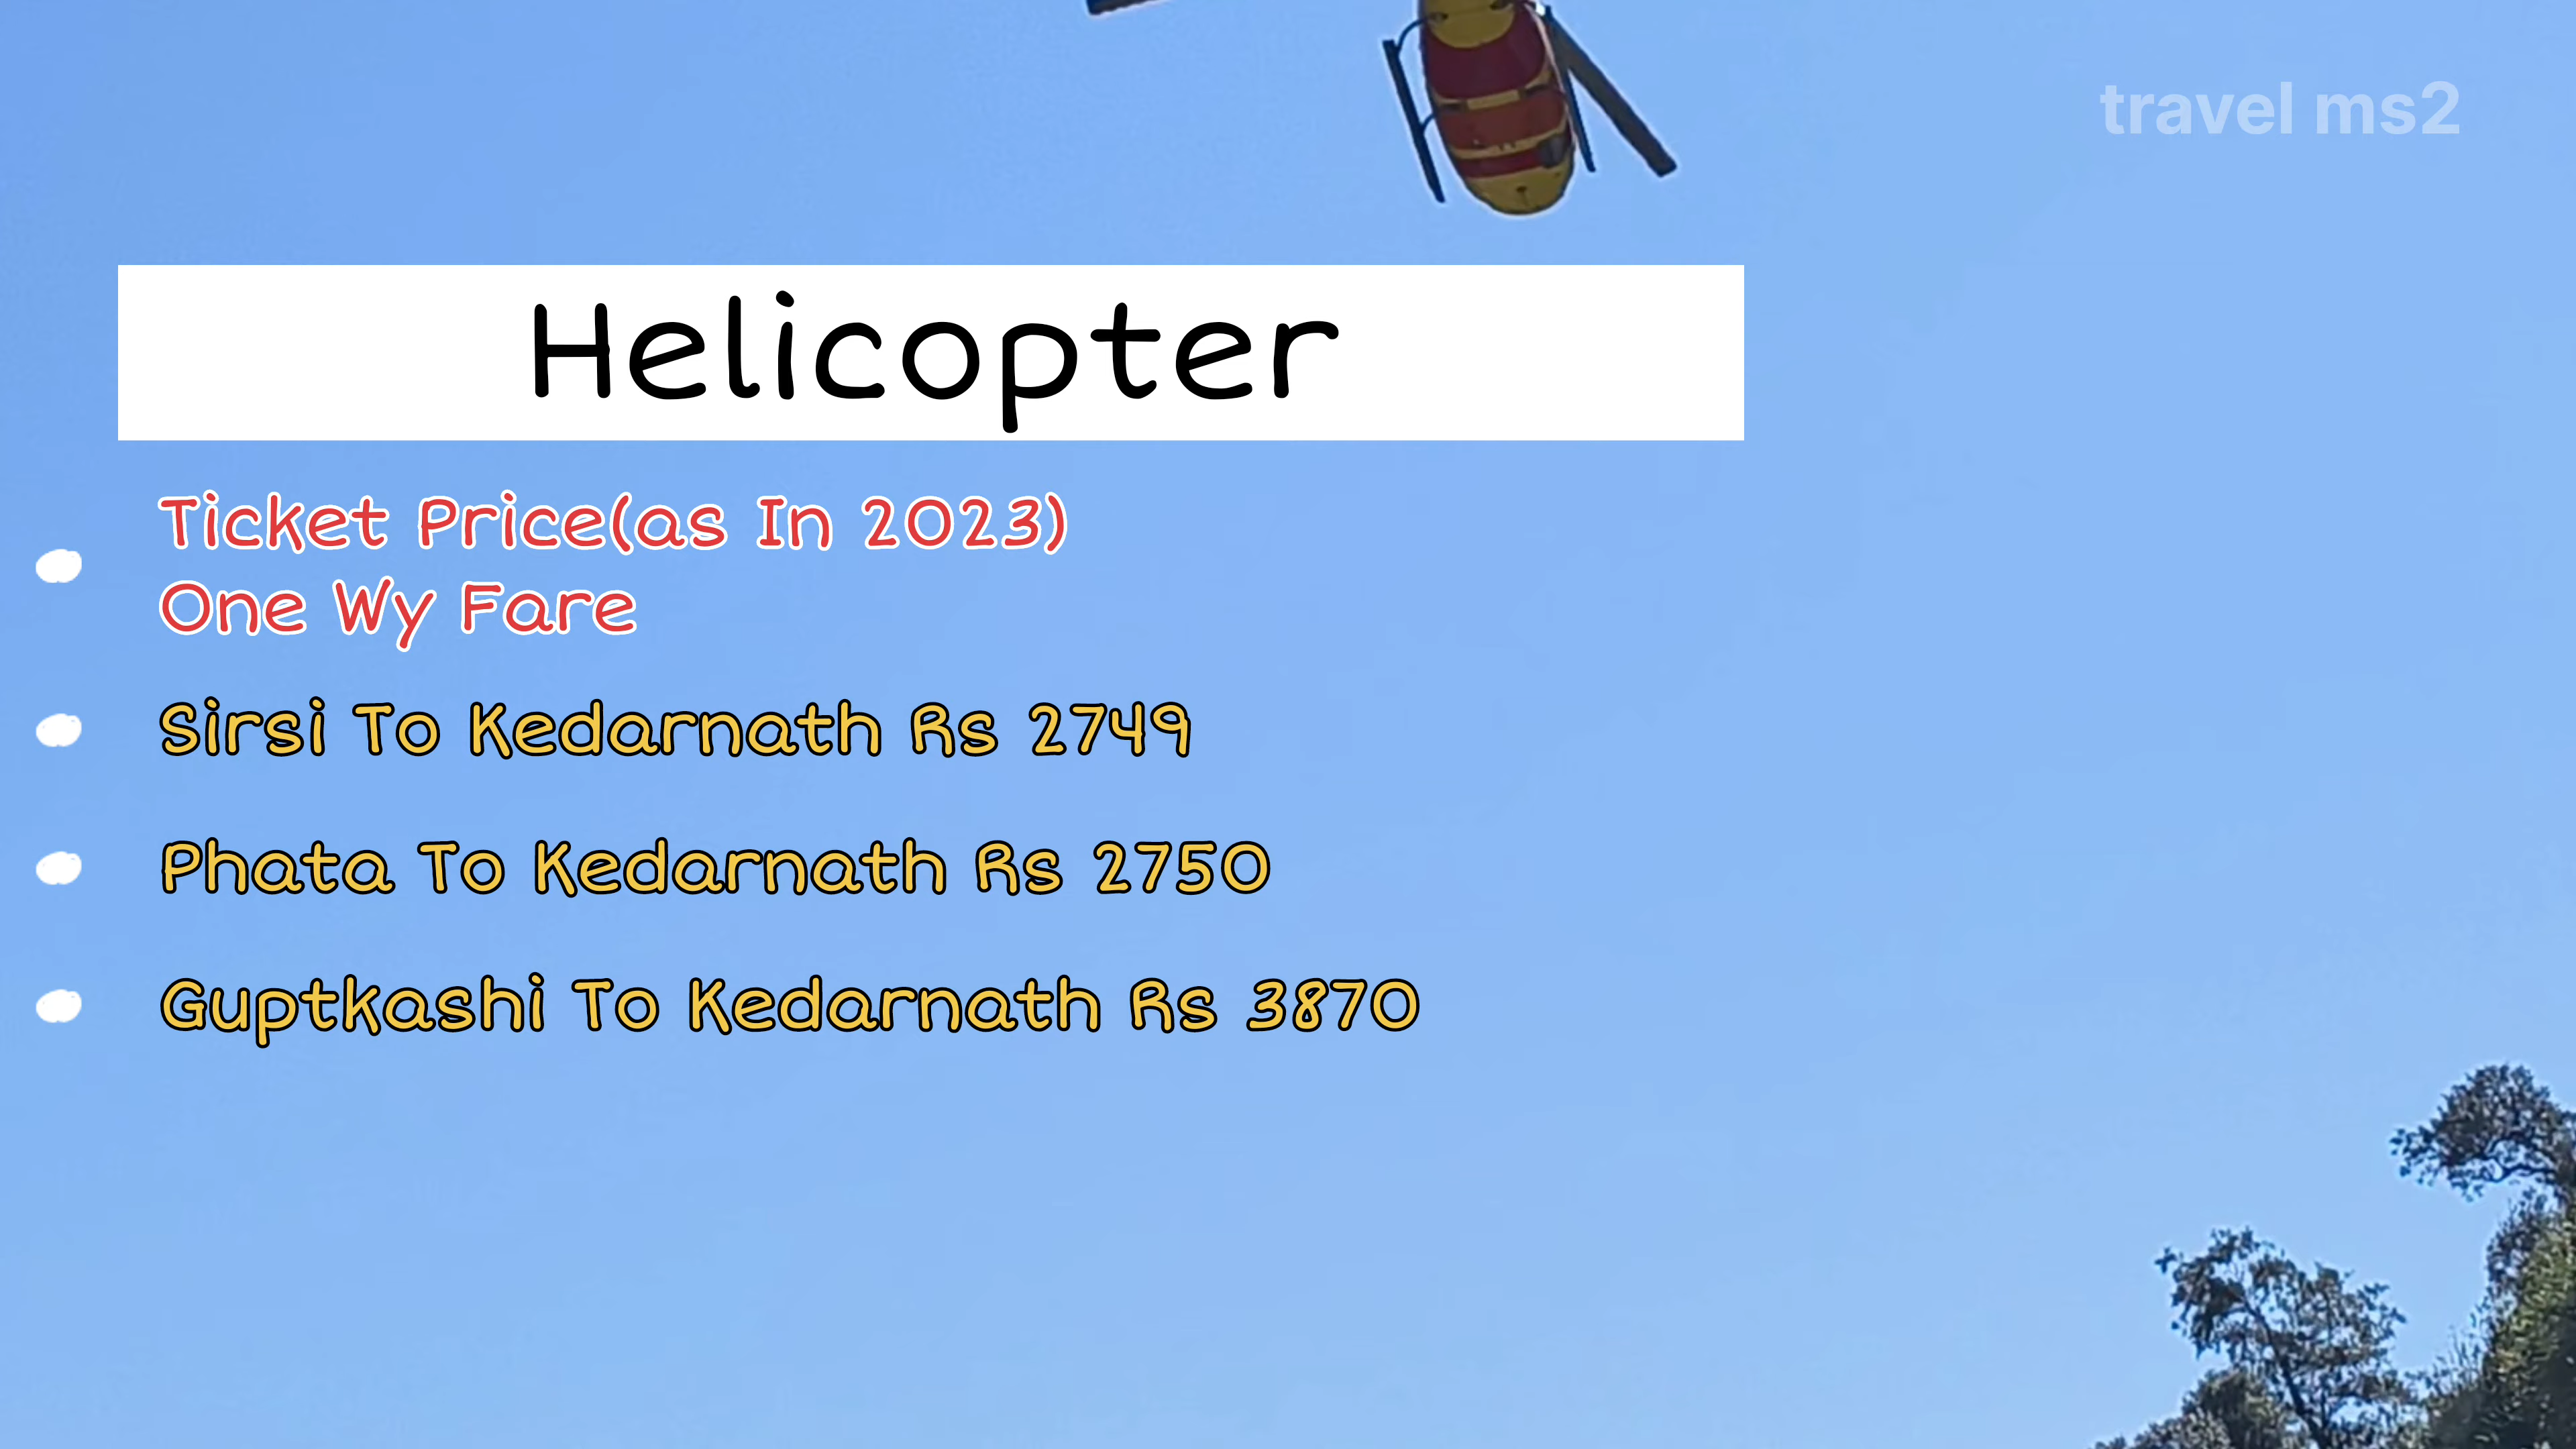 travel ms2
Helicopter
Ticket Price(as In 2023)
One Wy Fare
Sirsi To Kedarnath Rs 2749
Phata To Kedarnath Rs 2750
Guptkashi To Kedarnath Rs 3870